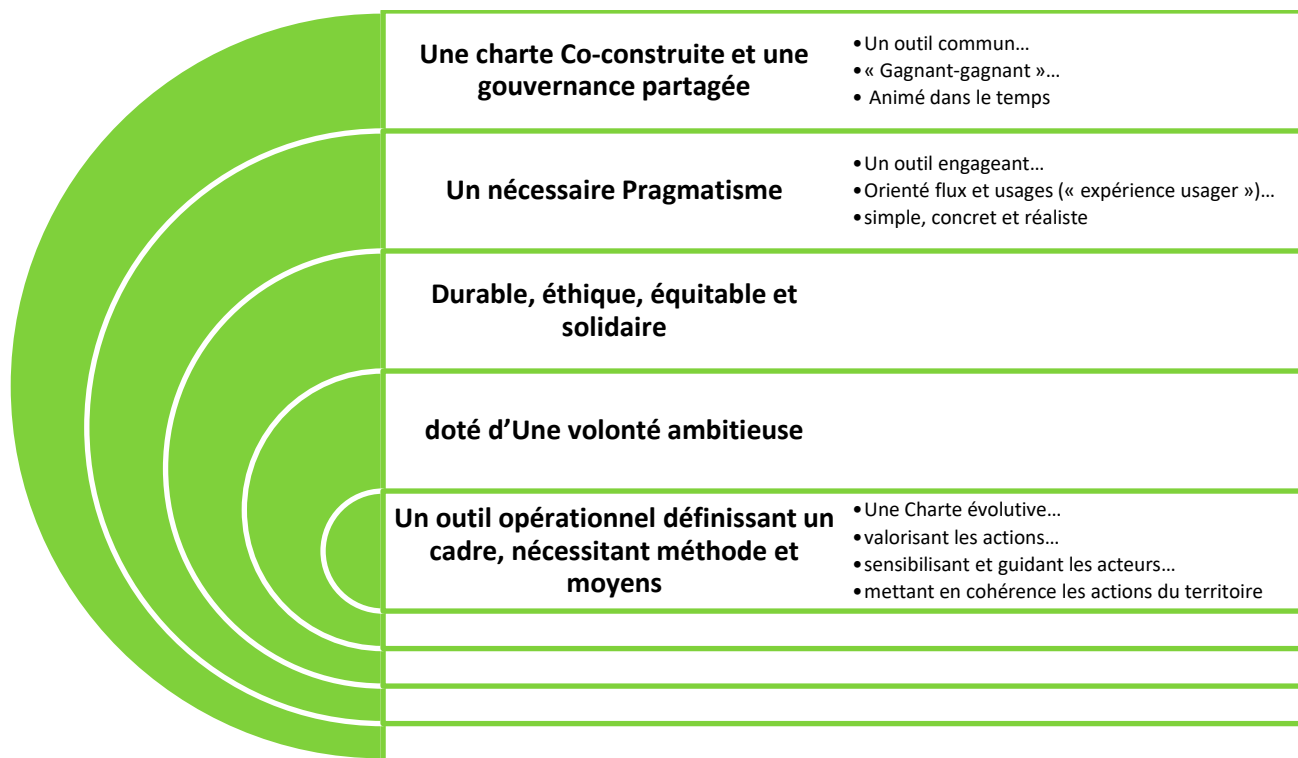 Une charte Co-construite et une
gouvernance partagée
•Un outil commun…
•« Gagnant-gagnant »…
• Animé dans le temps
Un nécessaire Pragmatisme
•Un outil engageant…
•Orienté flux et usages (« expérience usager »)…
•simple, concret et réaliste
Durable, éthique, équitable et
solidaire
doté d’Une volonté ambitieuse
Un outil opérationnel définissant un
cadre, nécessitant méthode et
moyens
•Une Charte évolutive…
•valorisant les actions…
•sensibilisant et guidant les acteurs…
•mettant en cohérence les actions du territoire